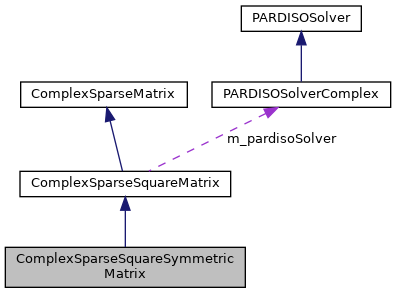 PARDISOSolver
ComplexSparseMatrix
PARDISOSolverComplex
m_pardisoSolver
ComplexSparseSquareMatrix
ComplexSparseSquareSymmetric
Matrix